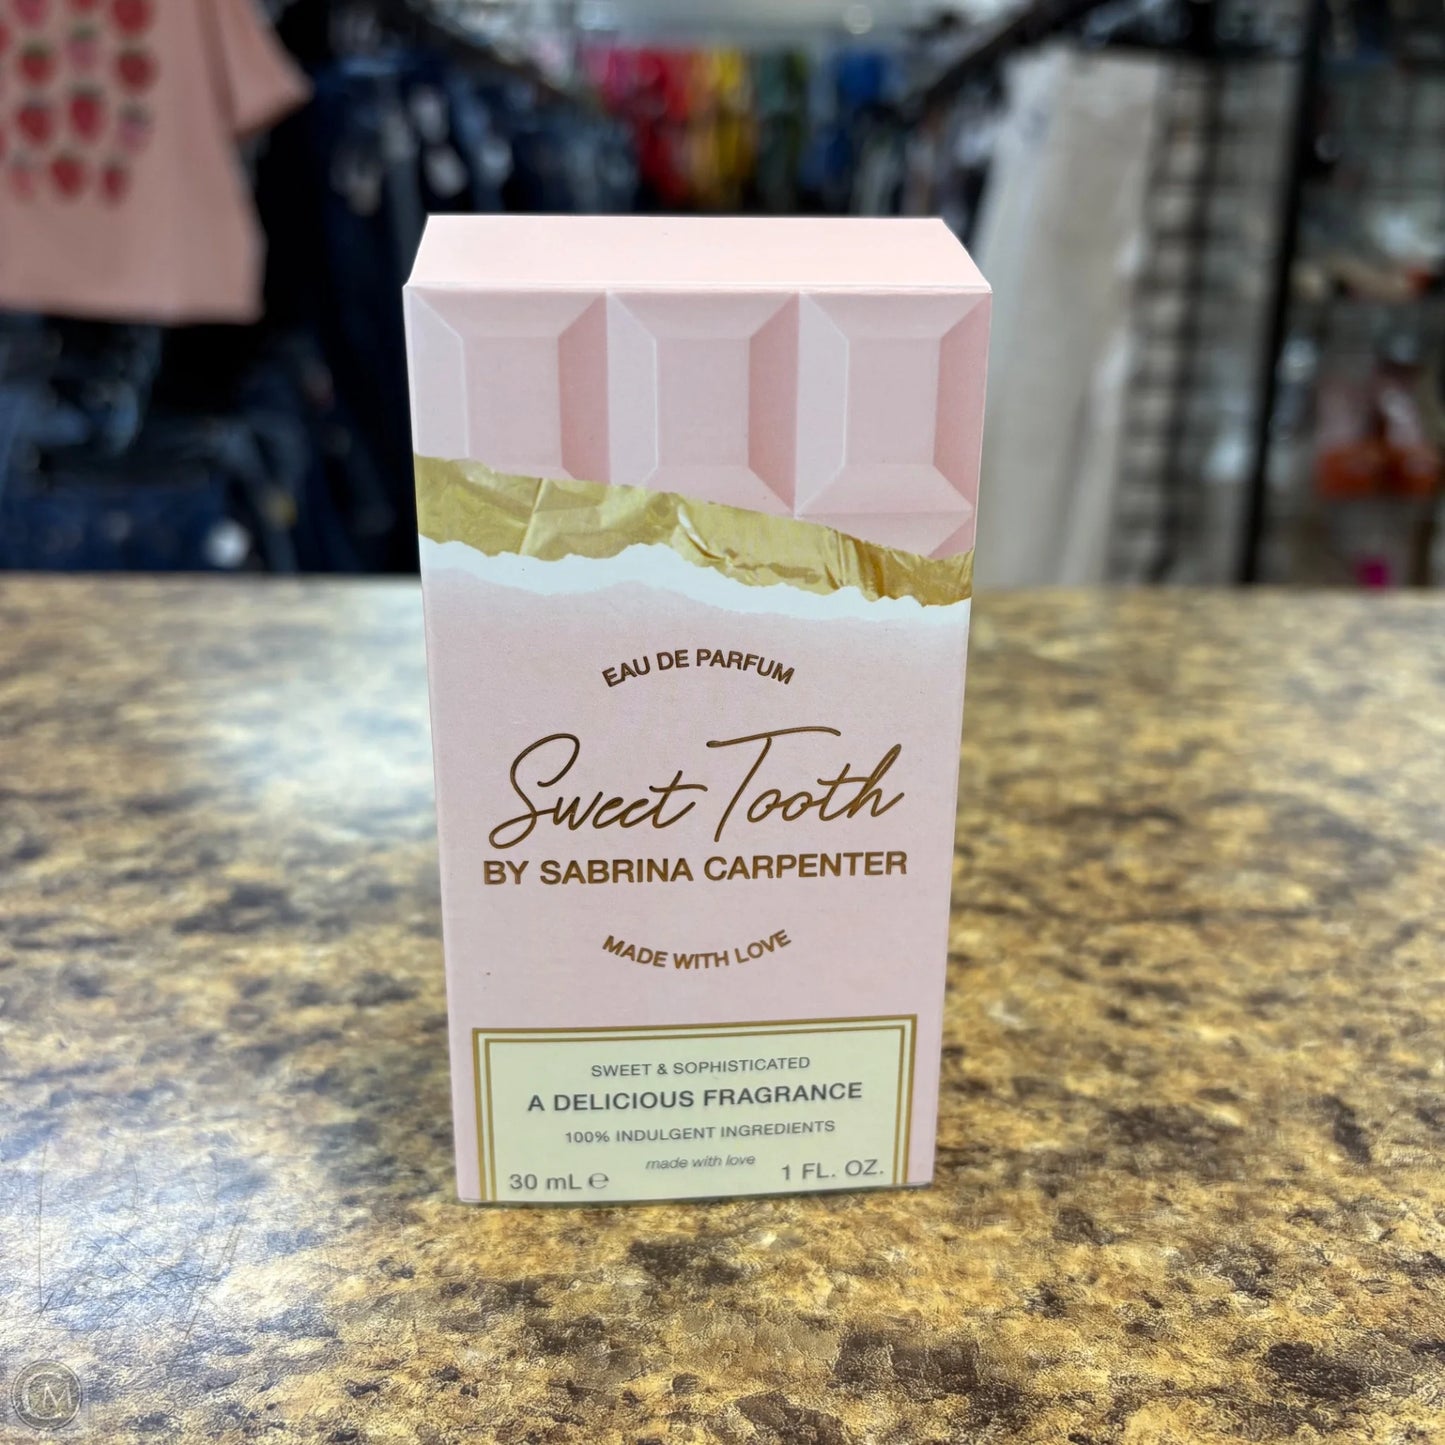 EAU DE PARFUM
Sweet Tooth
BY SABRINA CARPENTER
MADE WITH LOVE
SWEET & SOPHISTICATED
A DELICIOUS FRAGRANCE
100% INDULGENT INGREDIENTS
made with love
30 mL ℮ 1 FL. OZ.
CM